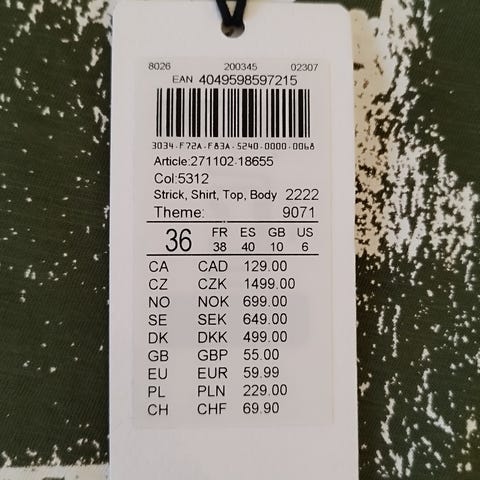 8026 200345 02307
EAN 4049598597215
3034-F72A-F83A-5240-0000-0068
Article:271102-18655
Col:5312
Strick, Shirt, Top, Body 2222
Theme: 9071
36 FR ES GB US
38 40 10 6
CA CAD 129.00
CZ CZK 1499.00
NO NOK 699.00
SE SEK 649.00
DK DKK 499.00
GB GBP 55.00
EU EUR 59.99
PL PLN 229.00
CH CHF 69.90